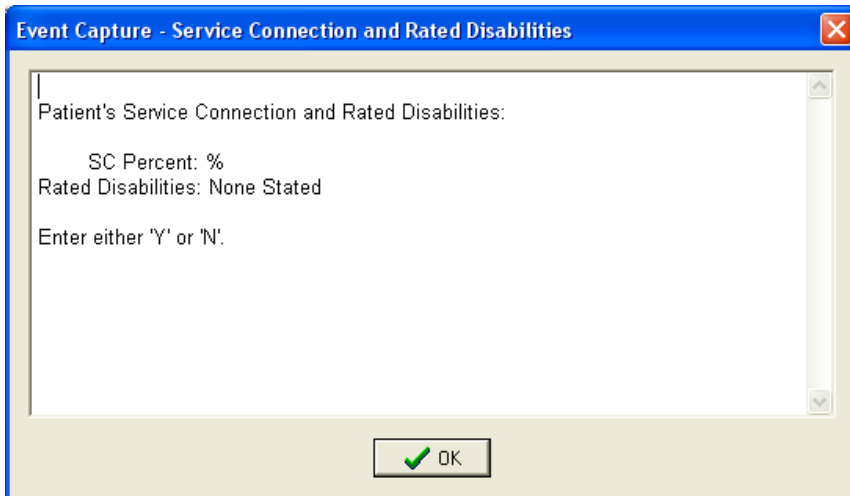 Event Capture - Service Connection and Rated Disabilities
Patient's Service Connection and Rated Disabilities:
SC Percent: %
Rated Disabilities: None Stated
Enter either 'Y' or 'N'.
OK